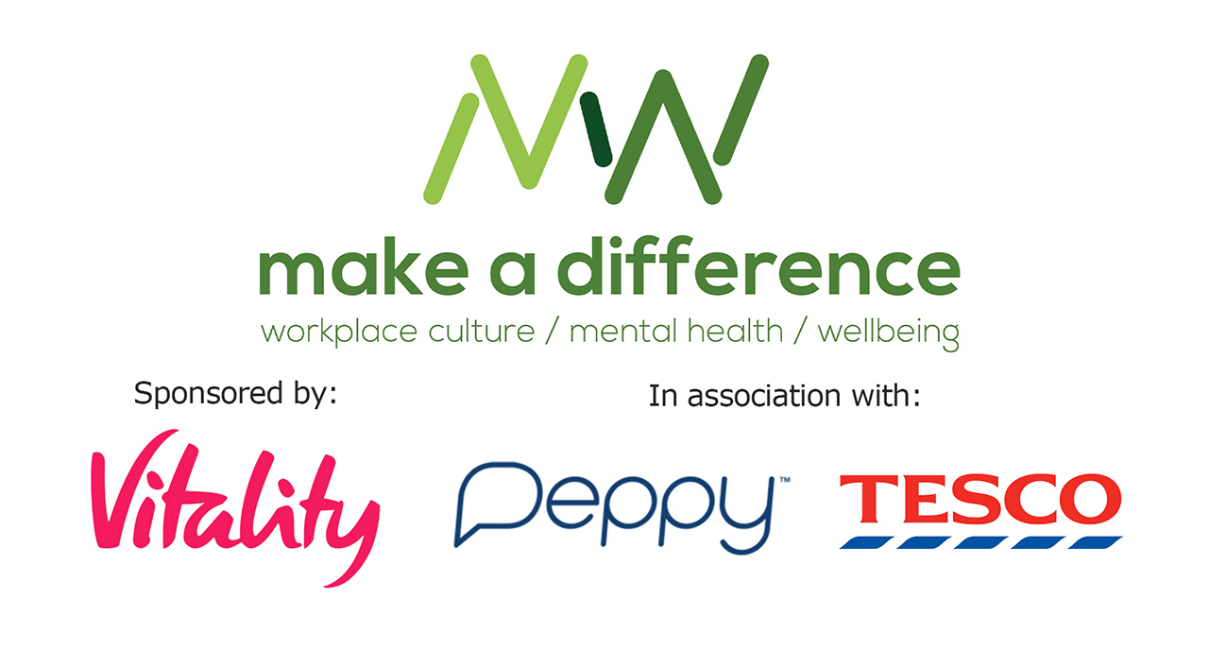 make a difference
workplace culture / mental health / wellbeing
Sponsored by:
In association with:
Vitality
Peppy™
TESCO